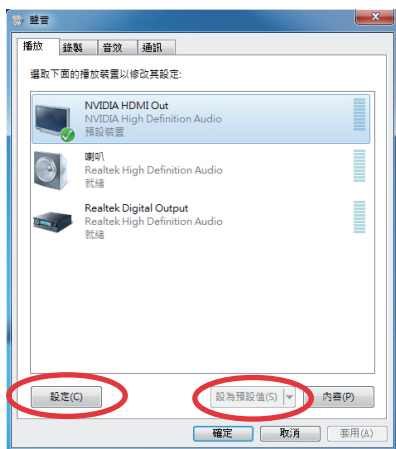 聲音
播放 錄製 音效 通訊
選取下面的播放裝置以修改其設定:
NVIDIA HDMI Out
NVIDIA High Definition Audio
預設裝置
喇叭
Realtek High Definition Audio
就緒
Realtek Digital Output
Realtek High Definition Audio
就緒
設定(C) 設為預設值(S) 內容(P)
確定 取消 套用(A)